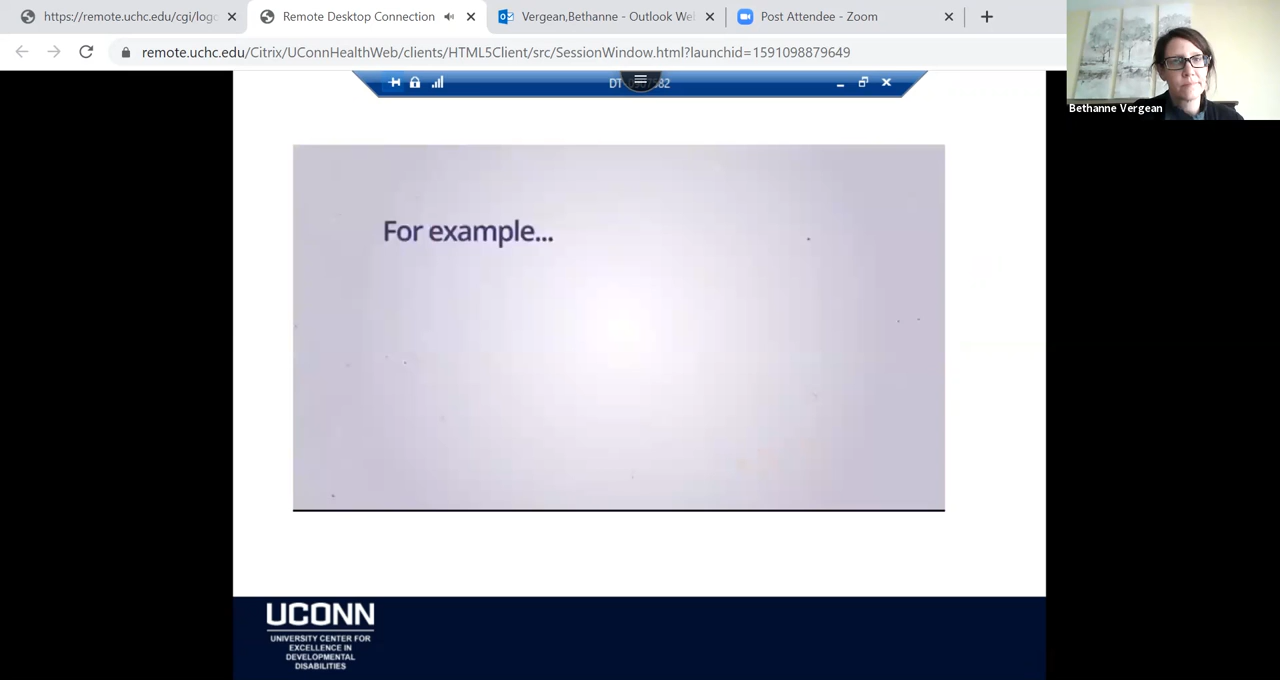 https://remote.uchc.edu/cgi/logo
Remote Desktop Connection
Vergean,Bethanne - Outlook We
Post Attendee - Zoom
remote.uchc.edu/Citrix/UConnHealthWeb/clients/HTML5Client/src/SessionWindow.html?launchid=1591098879649
Bethanne Vergean
For example...
UCONN
UNIVERSITY CENTER FOR
EXCELLENCE IN
DEVELOPMENTAL
DISABILITIES